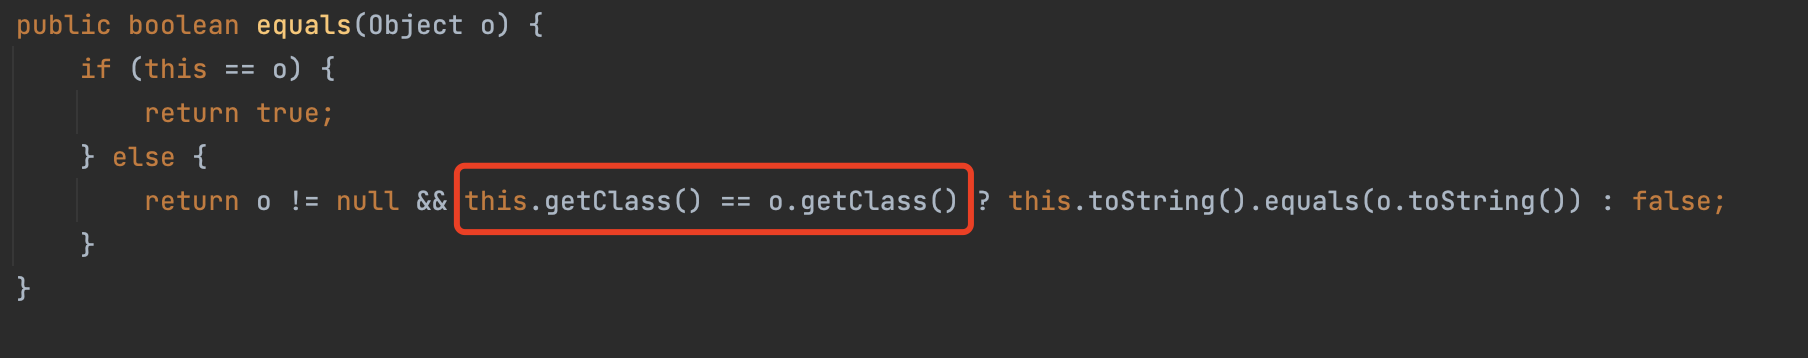 public boolean equals(Object o) {
    if (this == o) {
        return true;
    } else {
        return o != null && this.getClass() == o.getClass() ? this.toString().equals(o.toString()) : false;
    }
}